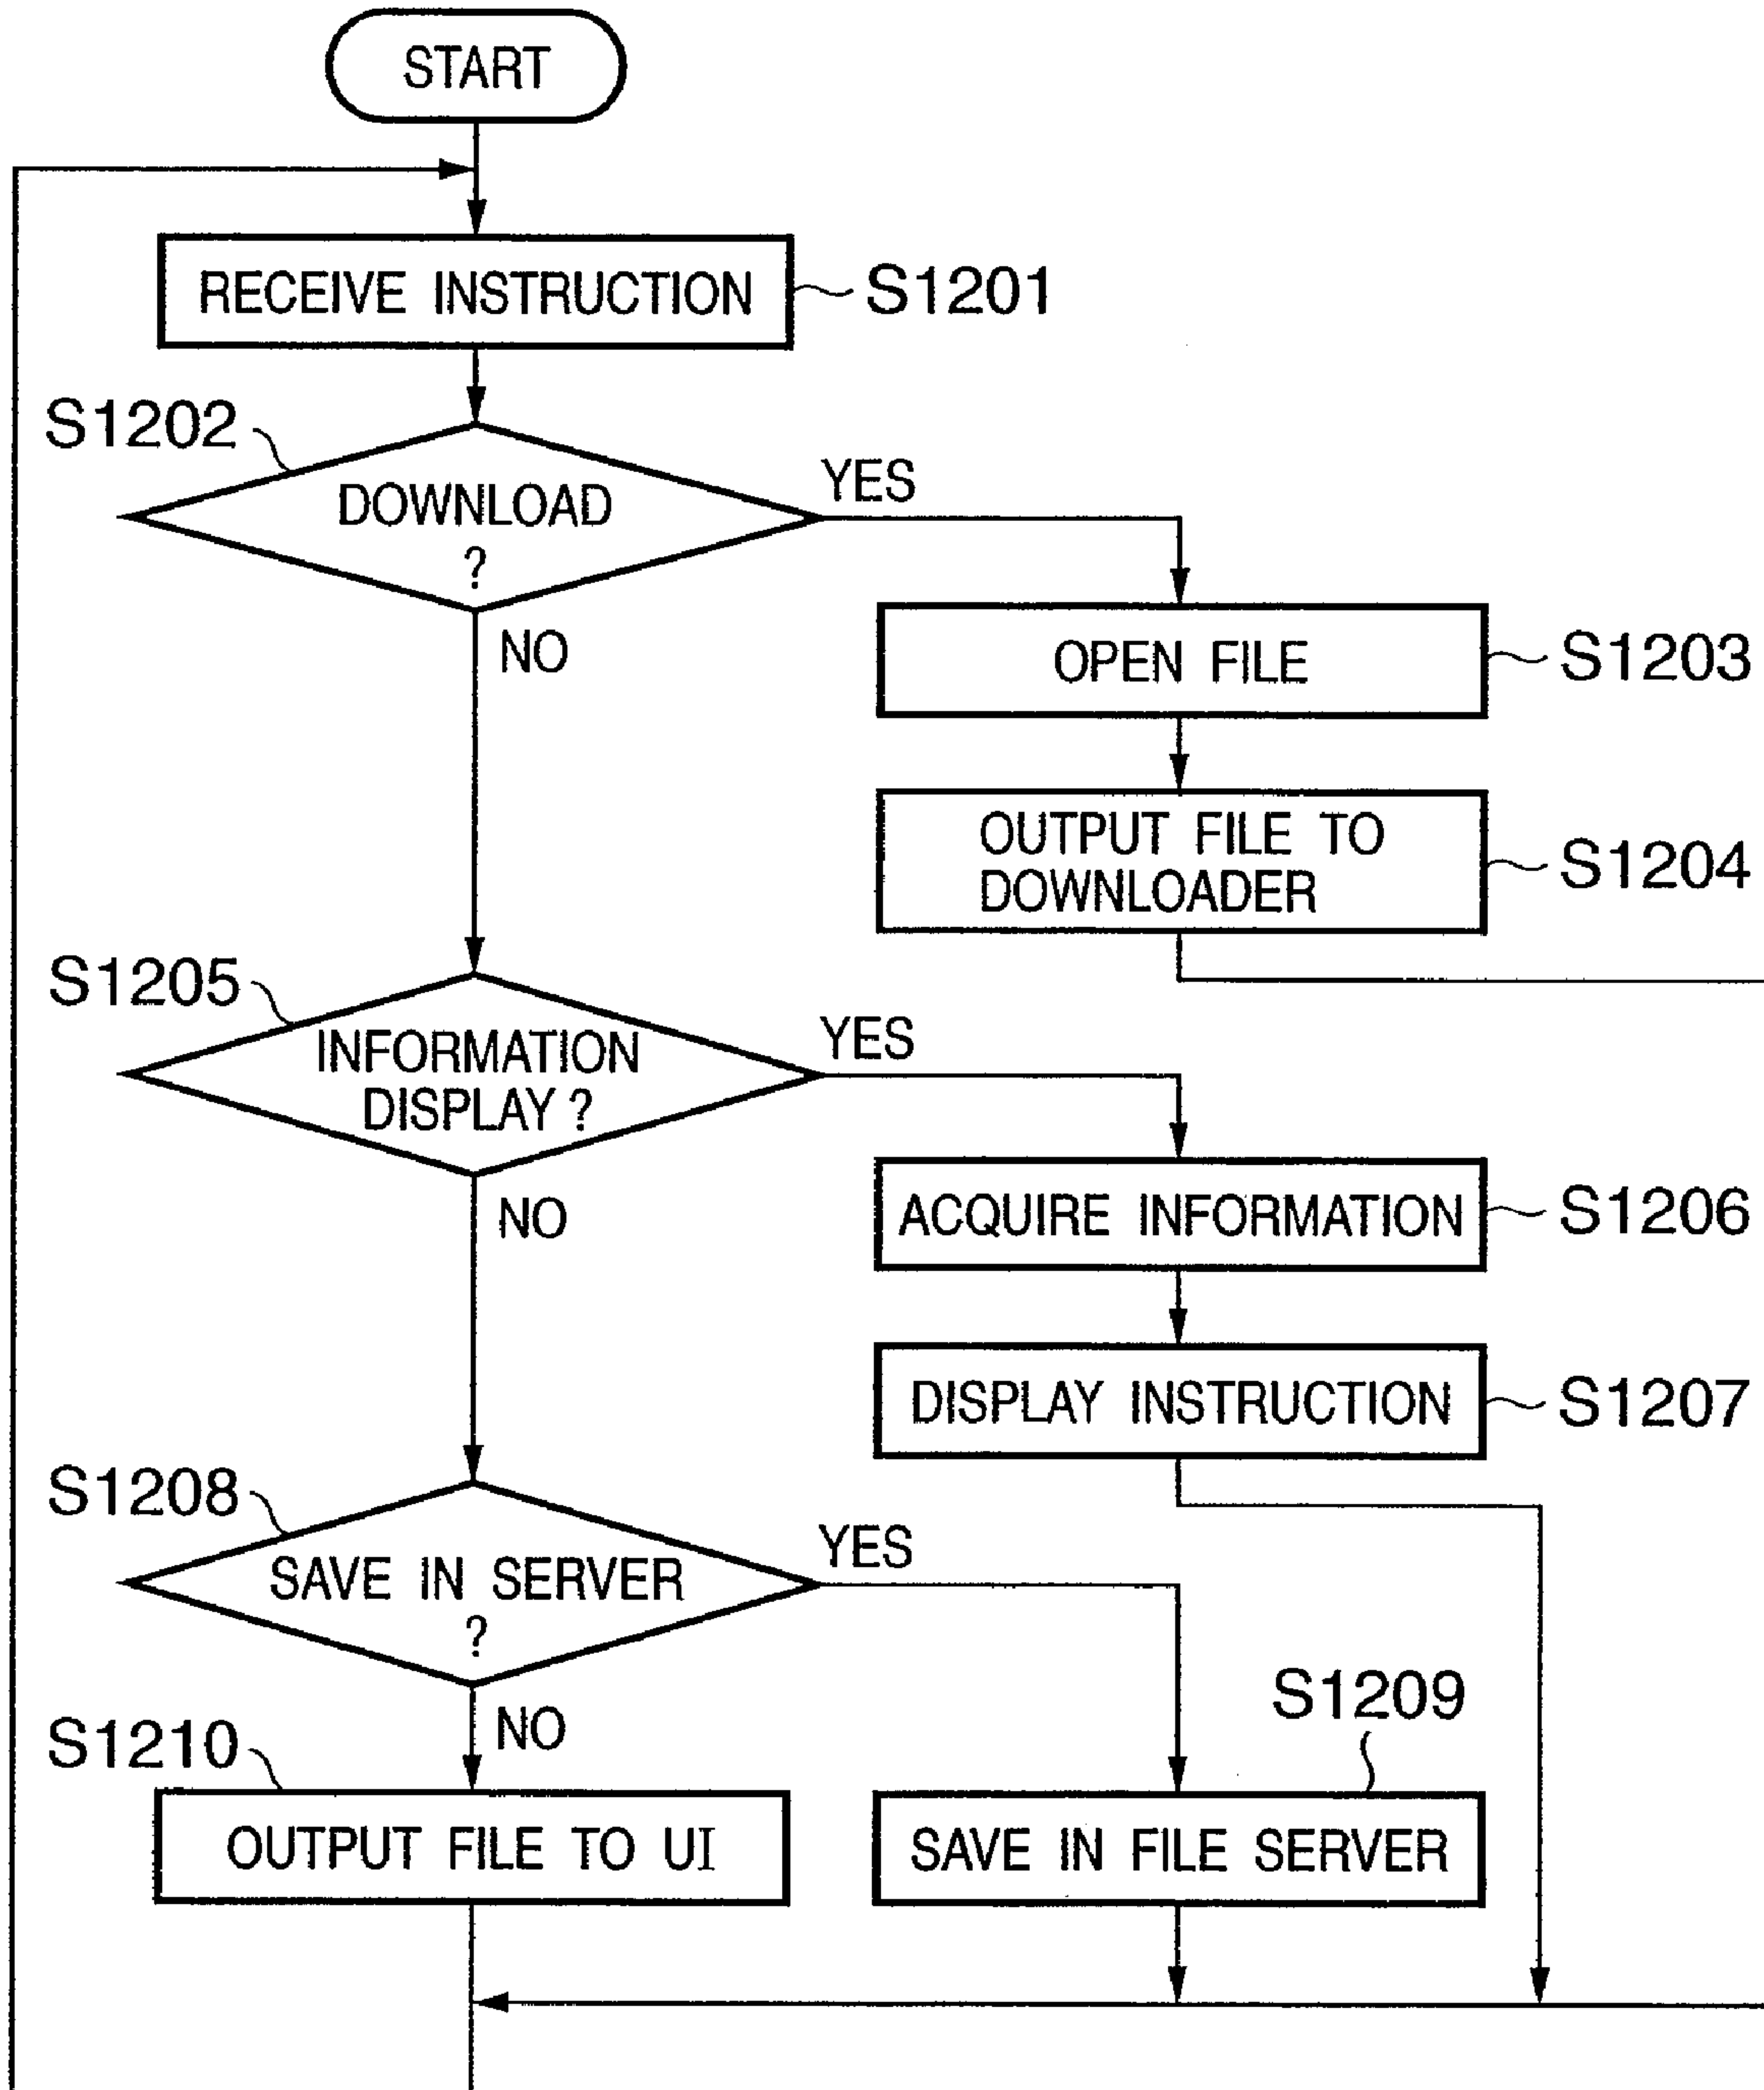 START
RECEIVE INSTRUCTION
S1201
S1202
DOWNLOAD
?
YES
NO
OPEN FILE
S1203
OUTPUT FILE TO
DOWNLOADER
S1204
S1205
INFORMATION
DISPLAY ?
YES
NO
ACQUIRE INFORMATION
S1206
DISPLAY INSTRUCTION
S1207
S1208
SAVE IN SERVER
?
YES
NO
S1209
SAVE IN FILE SERVER
S1210
OUTPUT FILE TO UI